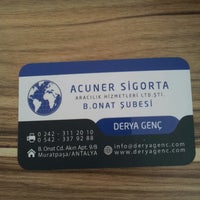 ACUNER SİGORTA
ARACILIK HİZMETLERİ LTD.ŞTİ.
B.ONAT ŞUBESİ
DERYA GENÇ
0 242 - 311 20 10
0 542 - 337 92 88
B.Onat Cd. Akın Apt. 9/B
Muratpaşa/ANTALYA
info@deryagenc.com
www.deryagenc.com